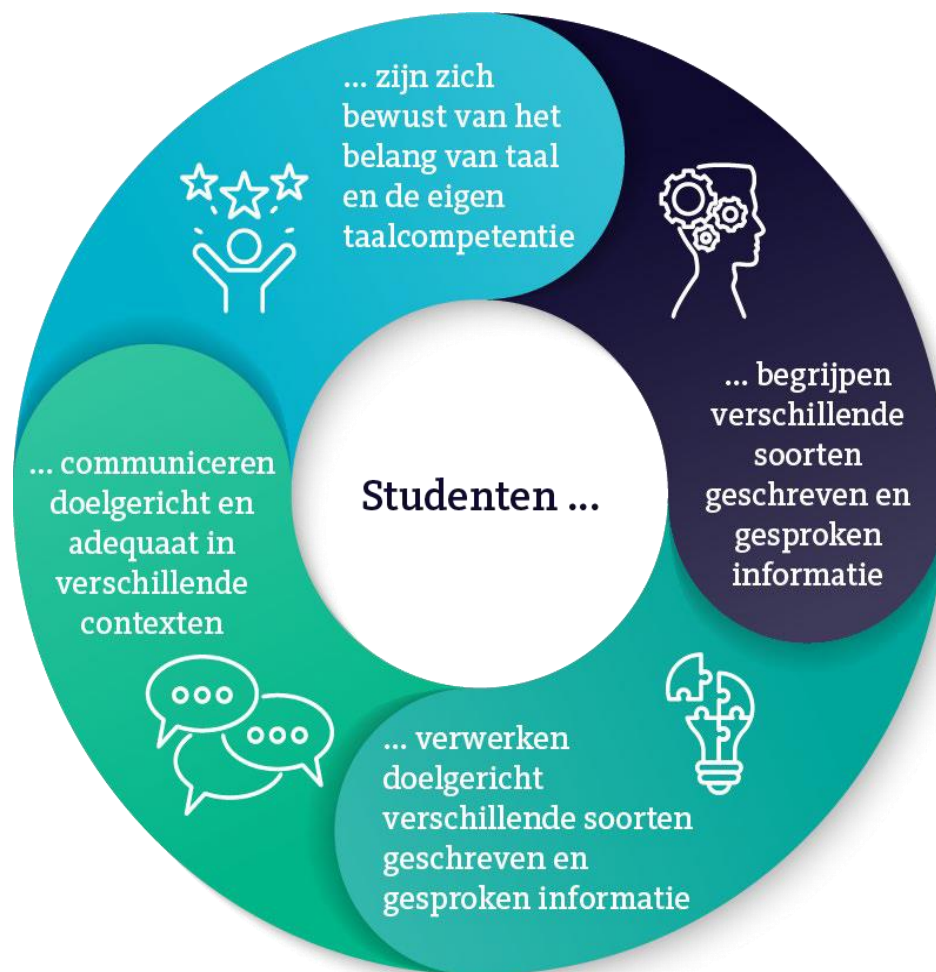 ... zijn zich
bewust van het
belang van taal
en de eigen
taalcompetentie
... begrijpen
verschillende
soorten
geschreven en
gesproken
informatie
Studenten ...
... communiceren
doelgericht en
adequaat in
verschillende
contexten
... verwerken
doelgericht
verschillende soorten
geschreven en
gesproken informatie